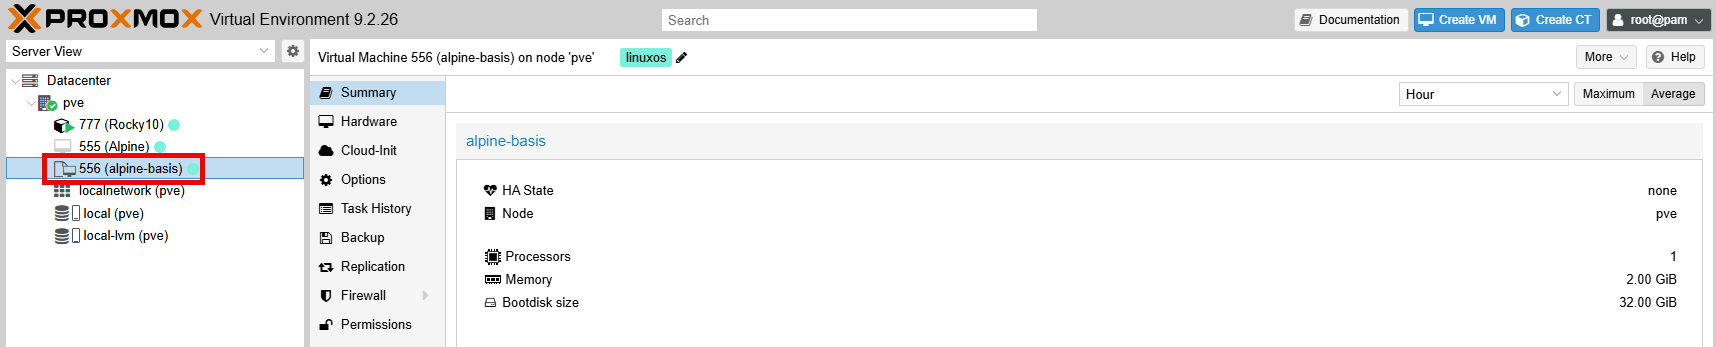 PROXMOX Virtual Environment 9.2.26 Search Documentation Create VM Create CT root@pam
Server View
Datacenter
pve
777 (Rocky10)
555 (Alpine)
556 (alpine-basis)
localnetwork (pve)
local (pve)
local-lvm (pve)
Virtual Machine 556 (alpine-basis) on node 'pve' linuxos More Help
Summary
Hardware
Cloud-Init
Options
Task History
Backup
Replication
Firewall
Permissions
Hour Maximum Average
alpine-basis
HA State none
Node pve
Processors 1
Memory 2.00 GiB
Bootdisk size 32.00 GiB